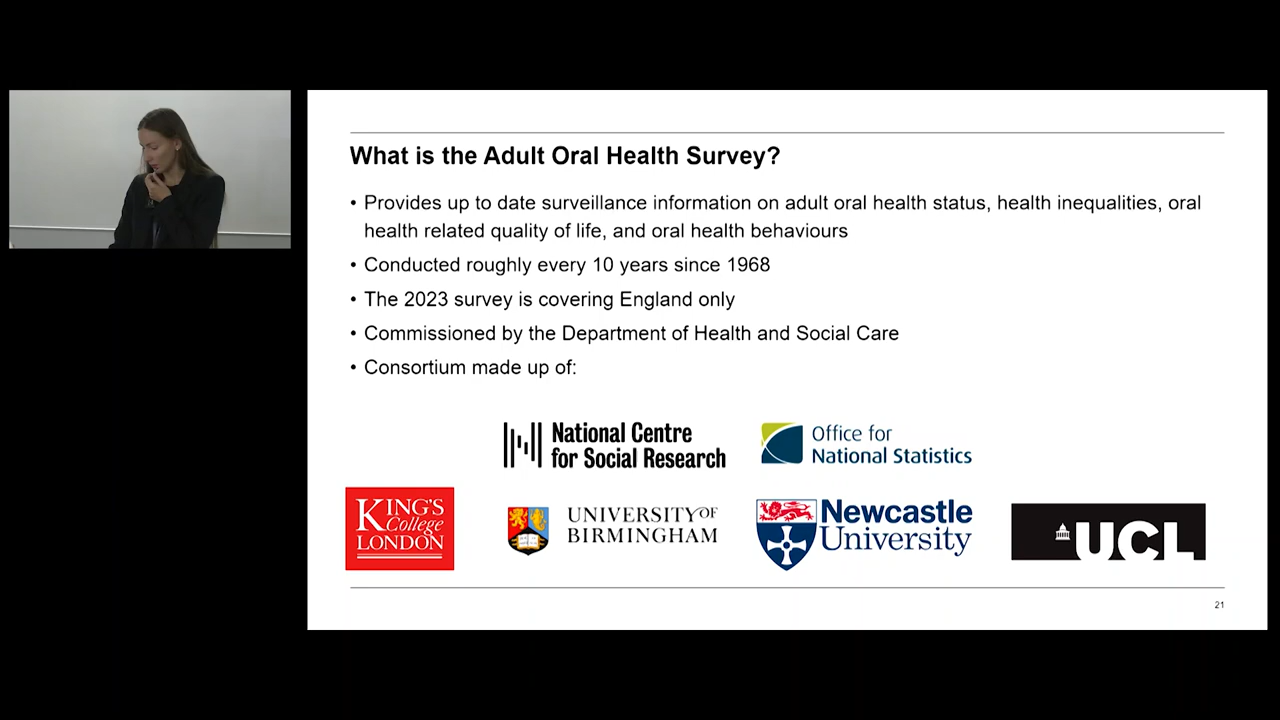 What is the Adult Oral Health Survey?
• Provides up to date surveillance information on adult oral health status, health inequalities, oral
health related quality of life, and oral health behaviours
• Conducted roughly every 10 years since 1968
• The 2023 survey is covering England only
• Commissioned by the Department of Health and Social Care
• Consortium made up of:
National Centre
for Social Research
Office for
National Statistics
KING'S
College
LONDON
UNIVERSITY OF
BIRMINGHAM
Newcastle
University
UCL
21